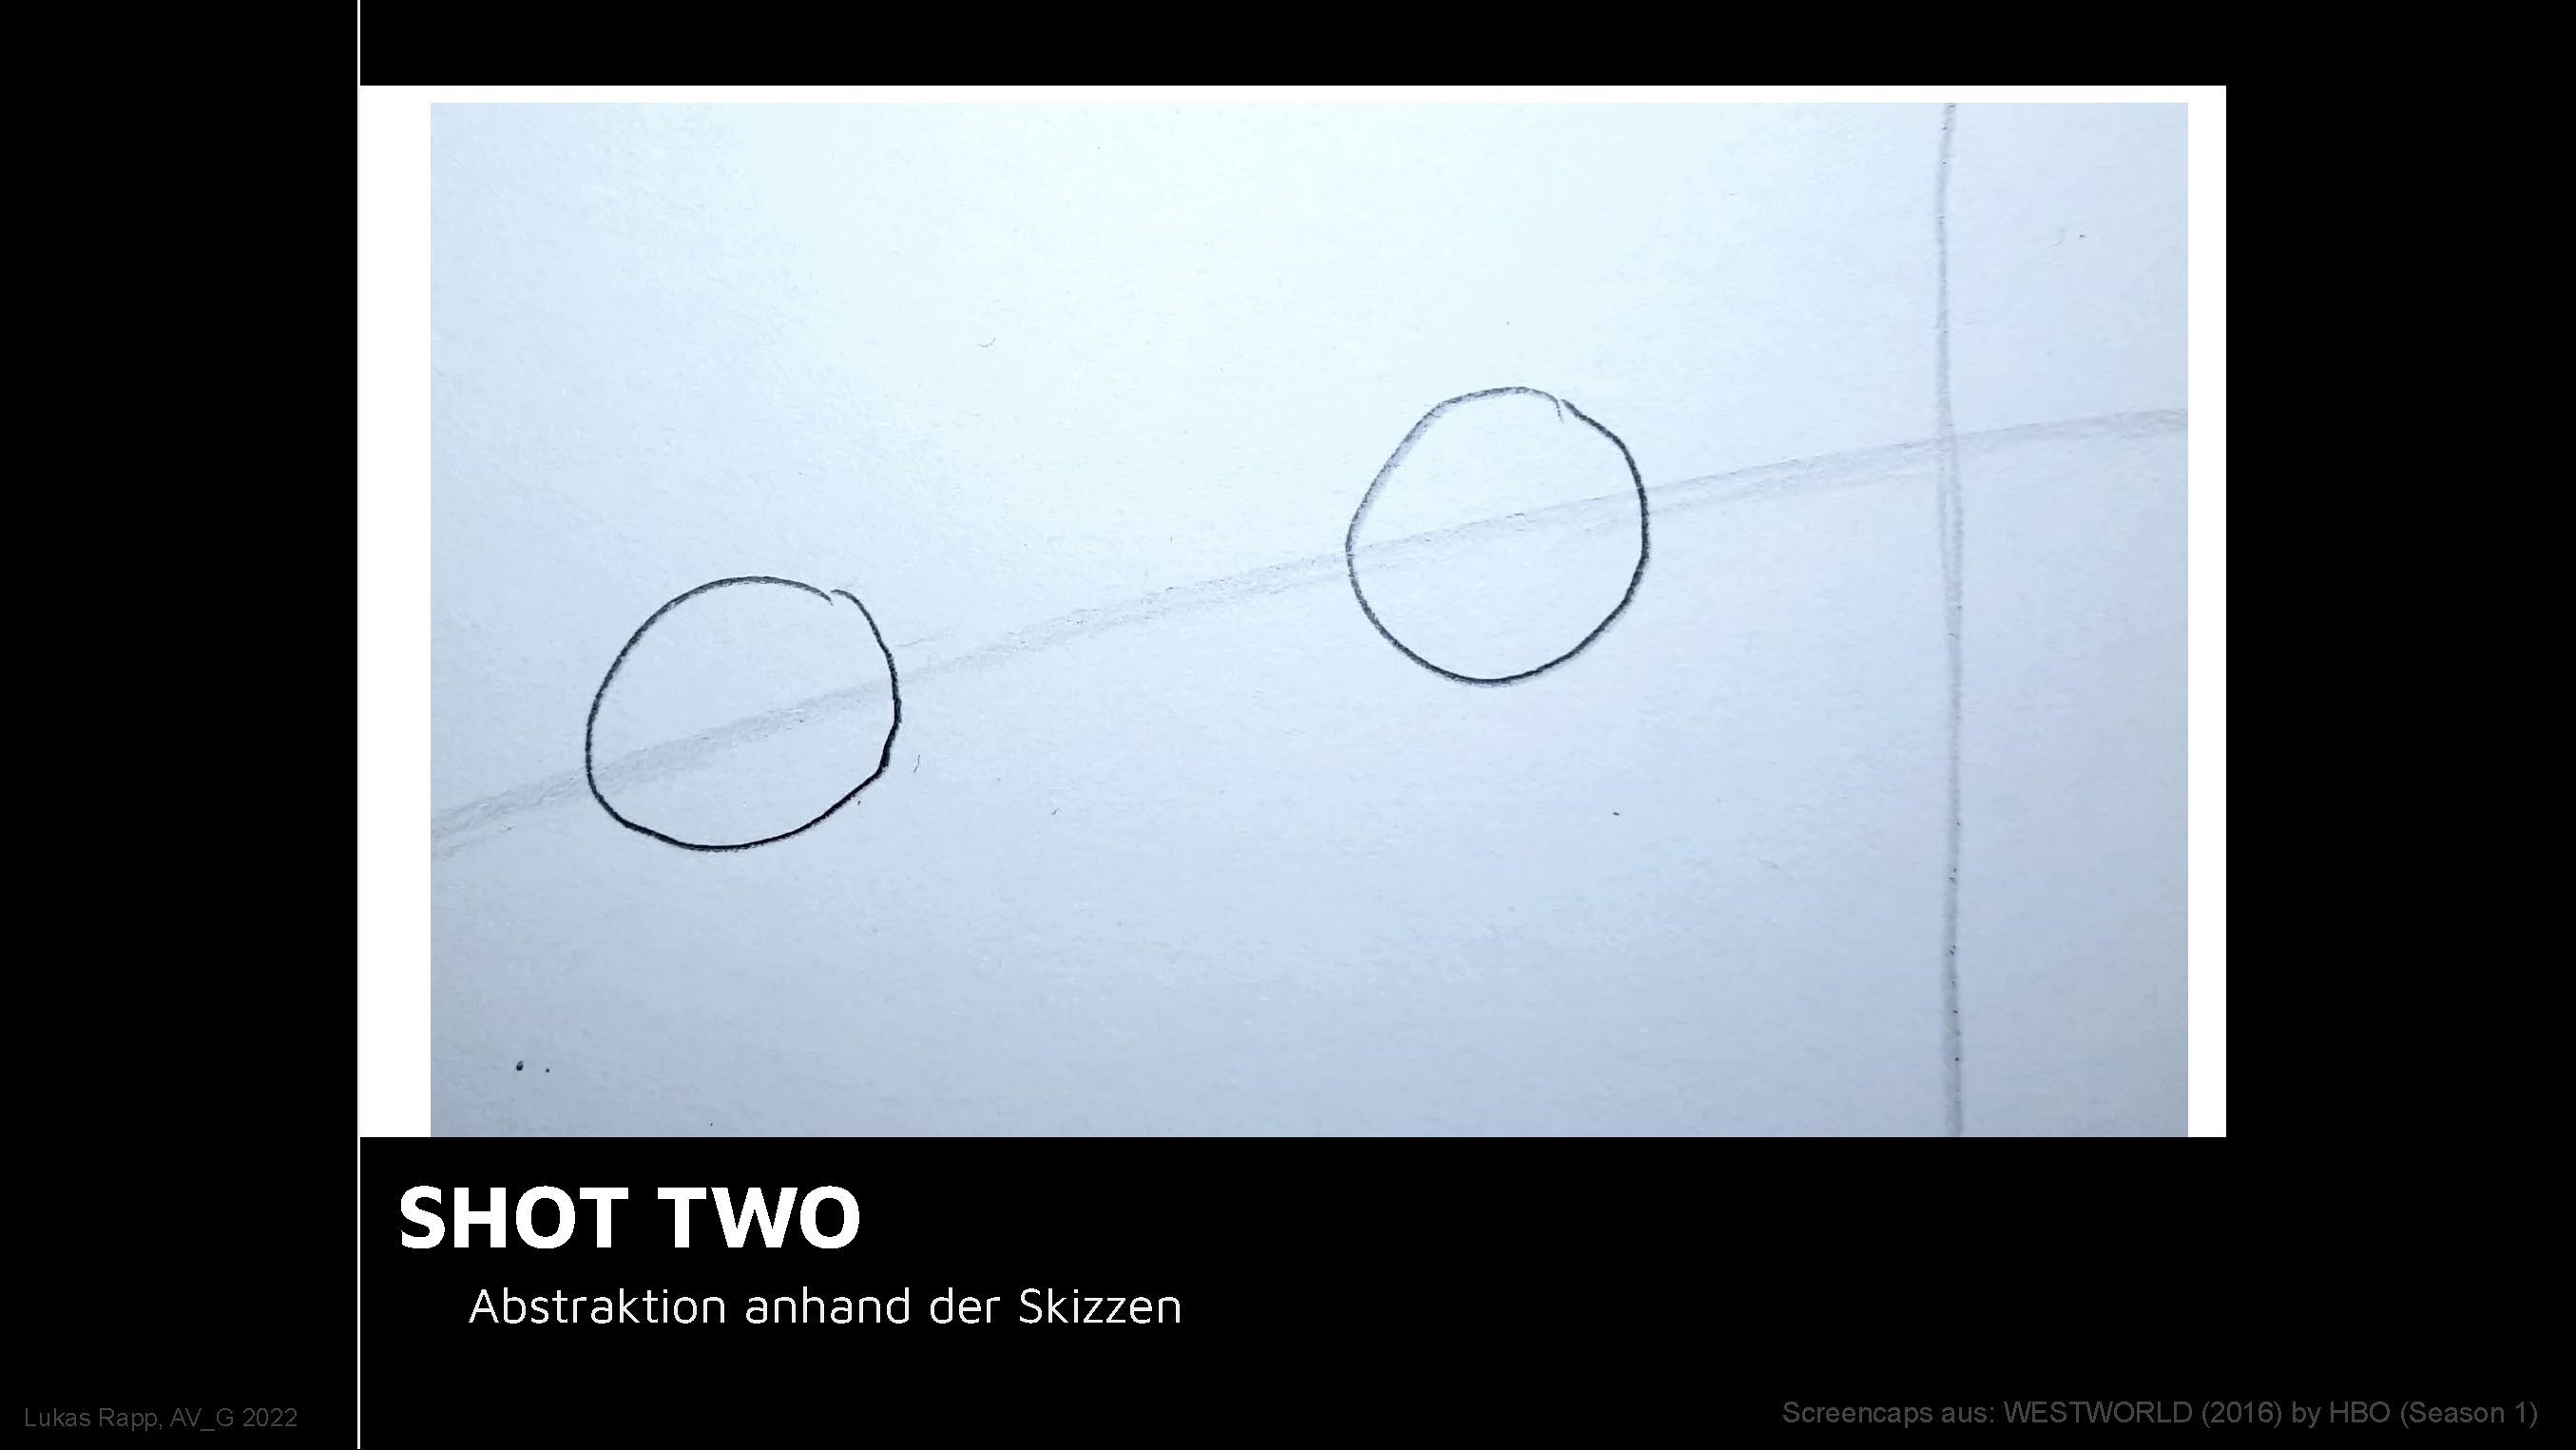 SHOT TWO
Abstraktion anhand der Skizzen
Lukas Rapp, AV_G 2022
Screencaps aus: WESTWORLD (2016) by HBO (Season 1)